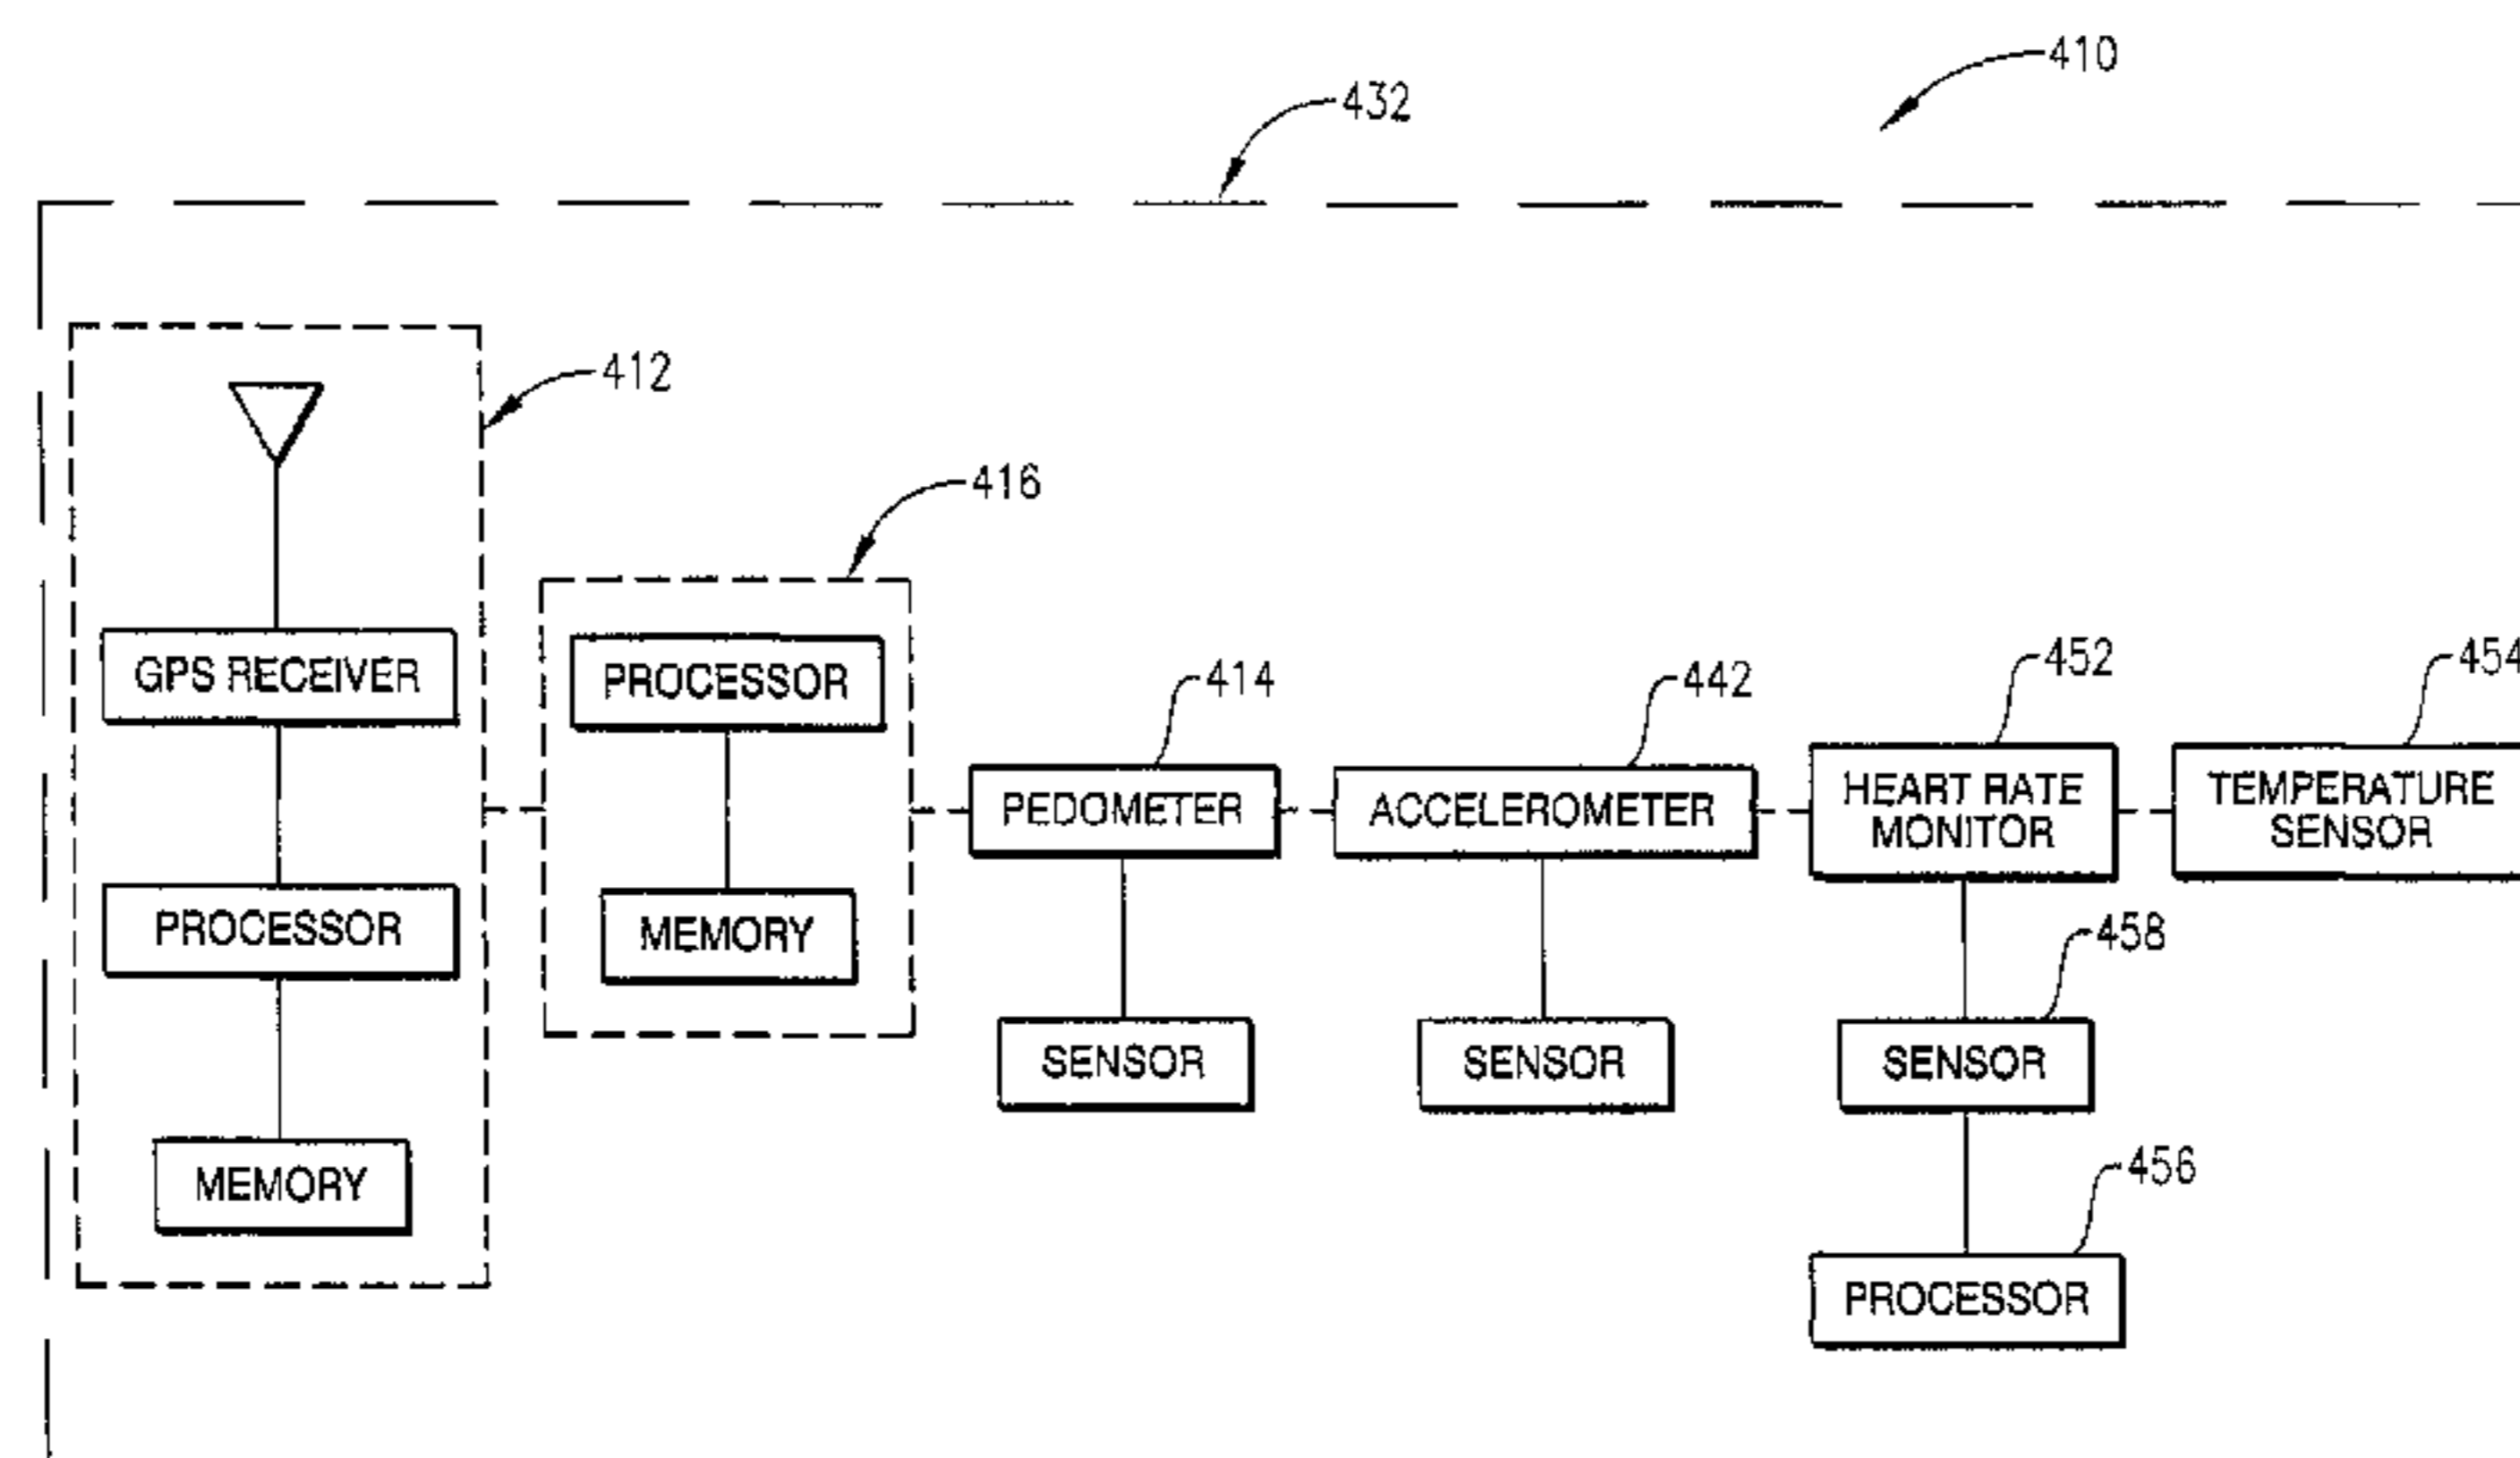 410
432
412
416
GPS RECEIVER
PROCESSOR
MEMORY
PROCESSOR
MEMORY
414
PEDOMETER
SENSOR
442
ACCELEROMETER
SENSOR
452
HEART RATE
MONITOR
458
SENSOR
456
PROCESSOR
454
TEMPERATURE
SENSOR